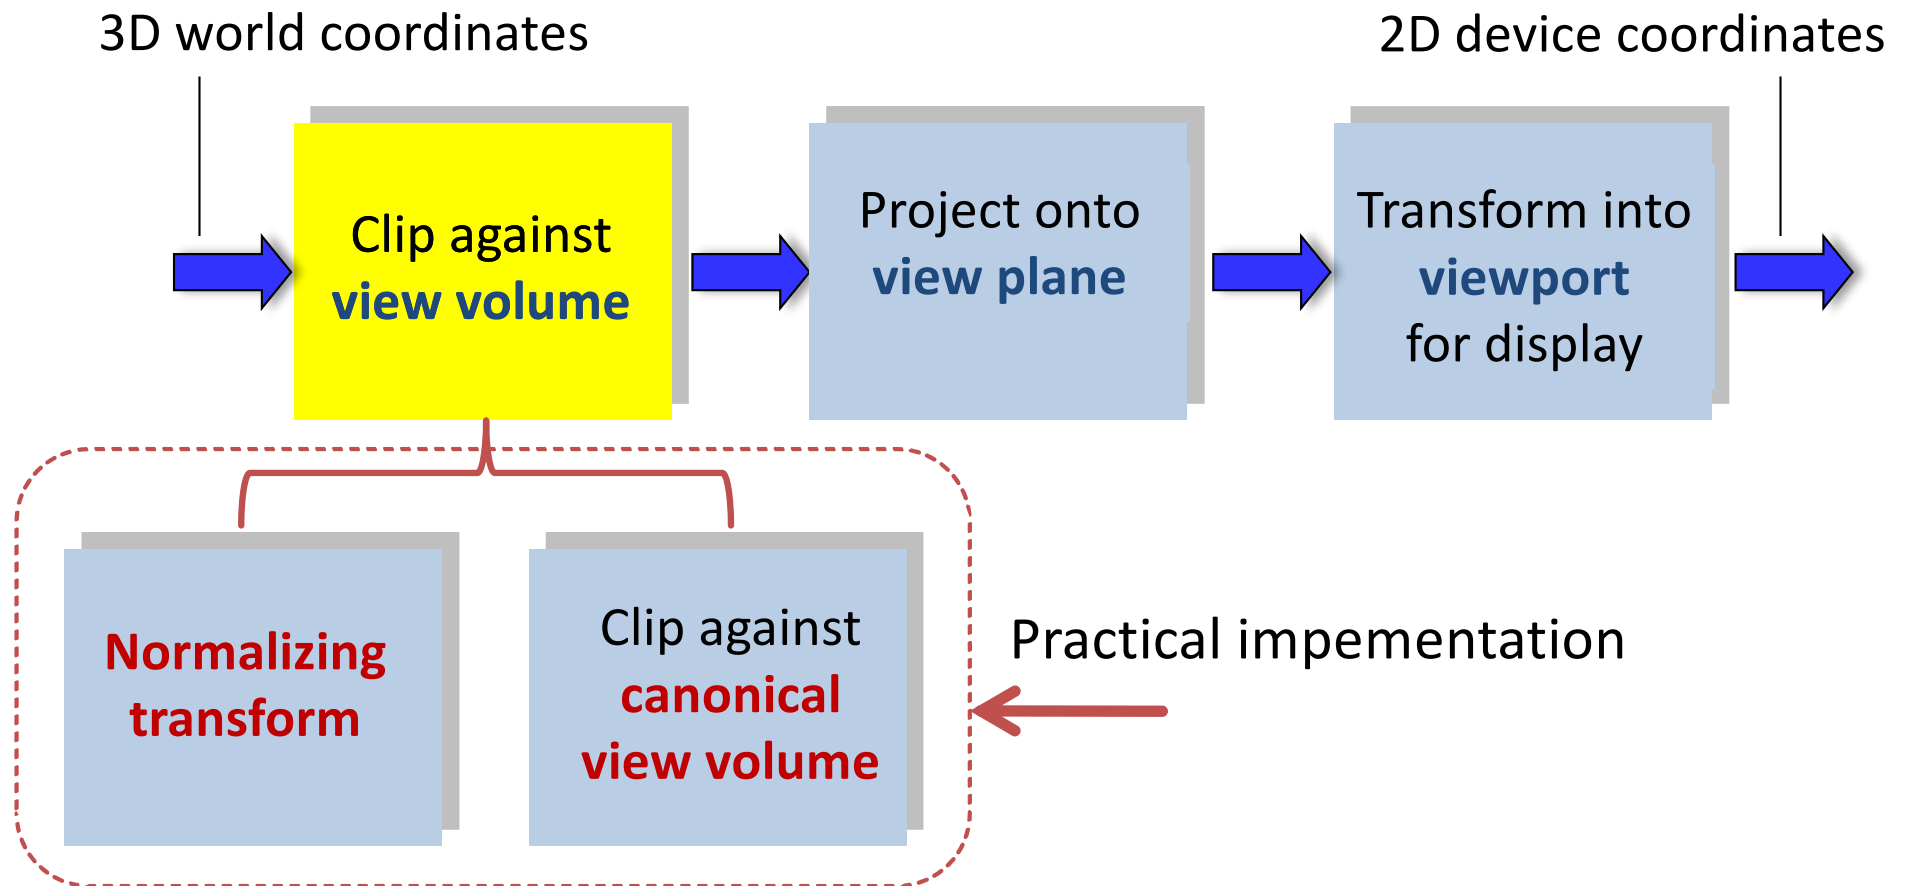 3D world coordinates
2D device coordinates
Clip against
view volume
Project onto
view plane
Transform into
viewport
for display
Normalizing
transform
Clip against
canonical
view volume
Practical impementation